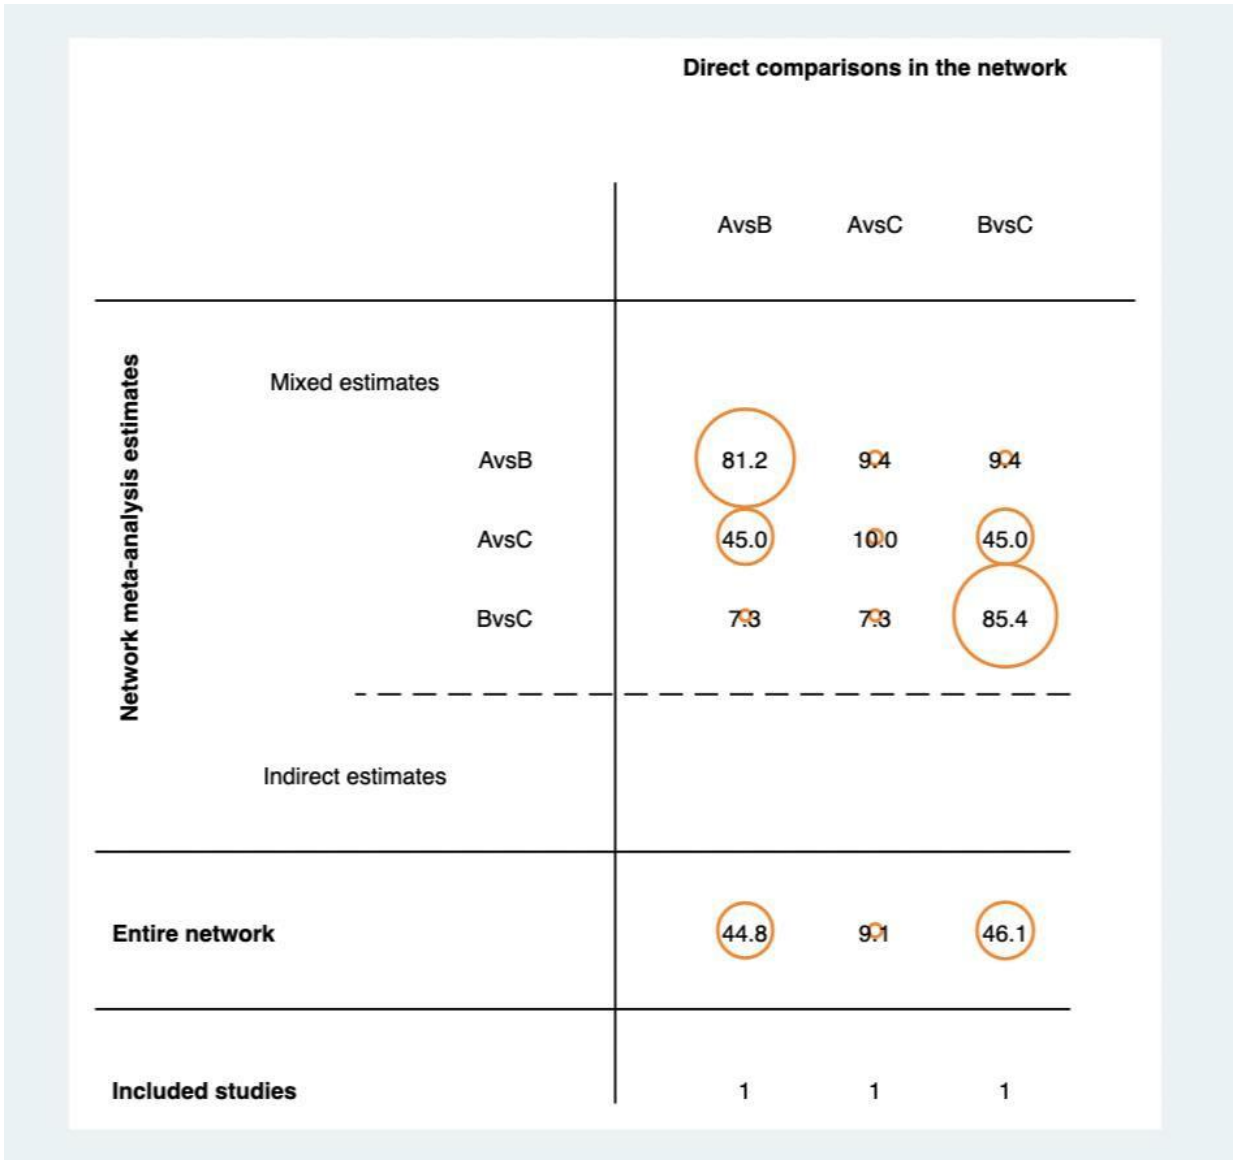 Direct comparisons in the network
AvsB AvsC BvsC
Network meta-analysis estimates
Mixed estimates
AvsB 81.2 9.4 9.4
AvsC 45.0 10.0 45.0
BvsC 7.3 7.3 85.4
Indirect estimates
Entire network 44.8 9.1 46.1
Included studies 1 1 1